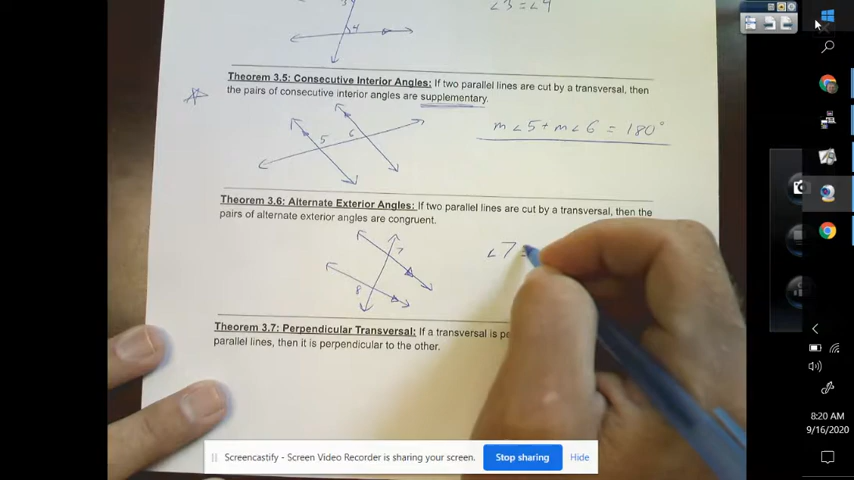 34
4
∠3 ≅ ∠4
Theorem 3.5: Consecutive Interior Angles: If two parallel lines are cut by a transversal, then
the pairs of consecutive interior angles are supplementary.
5 6
m∠5 + m∠6 = 180°
Theorem 3.6: Alternate Exterior Angles: If two parallel lines are cut by a transversal, then the
pairs of alternate exterior angles are congruent.
7
8
∠7
Theorem 3.7: Perpendicular Transversal: If a transversal is
parallel lines, then it is perpendicular to the other.
Screencastify - Screen Video Recorder is sharing your screen.
Stop sharing
Hide
8:20 AM
9/16/2020